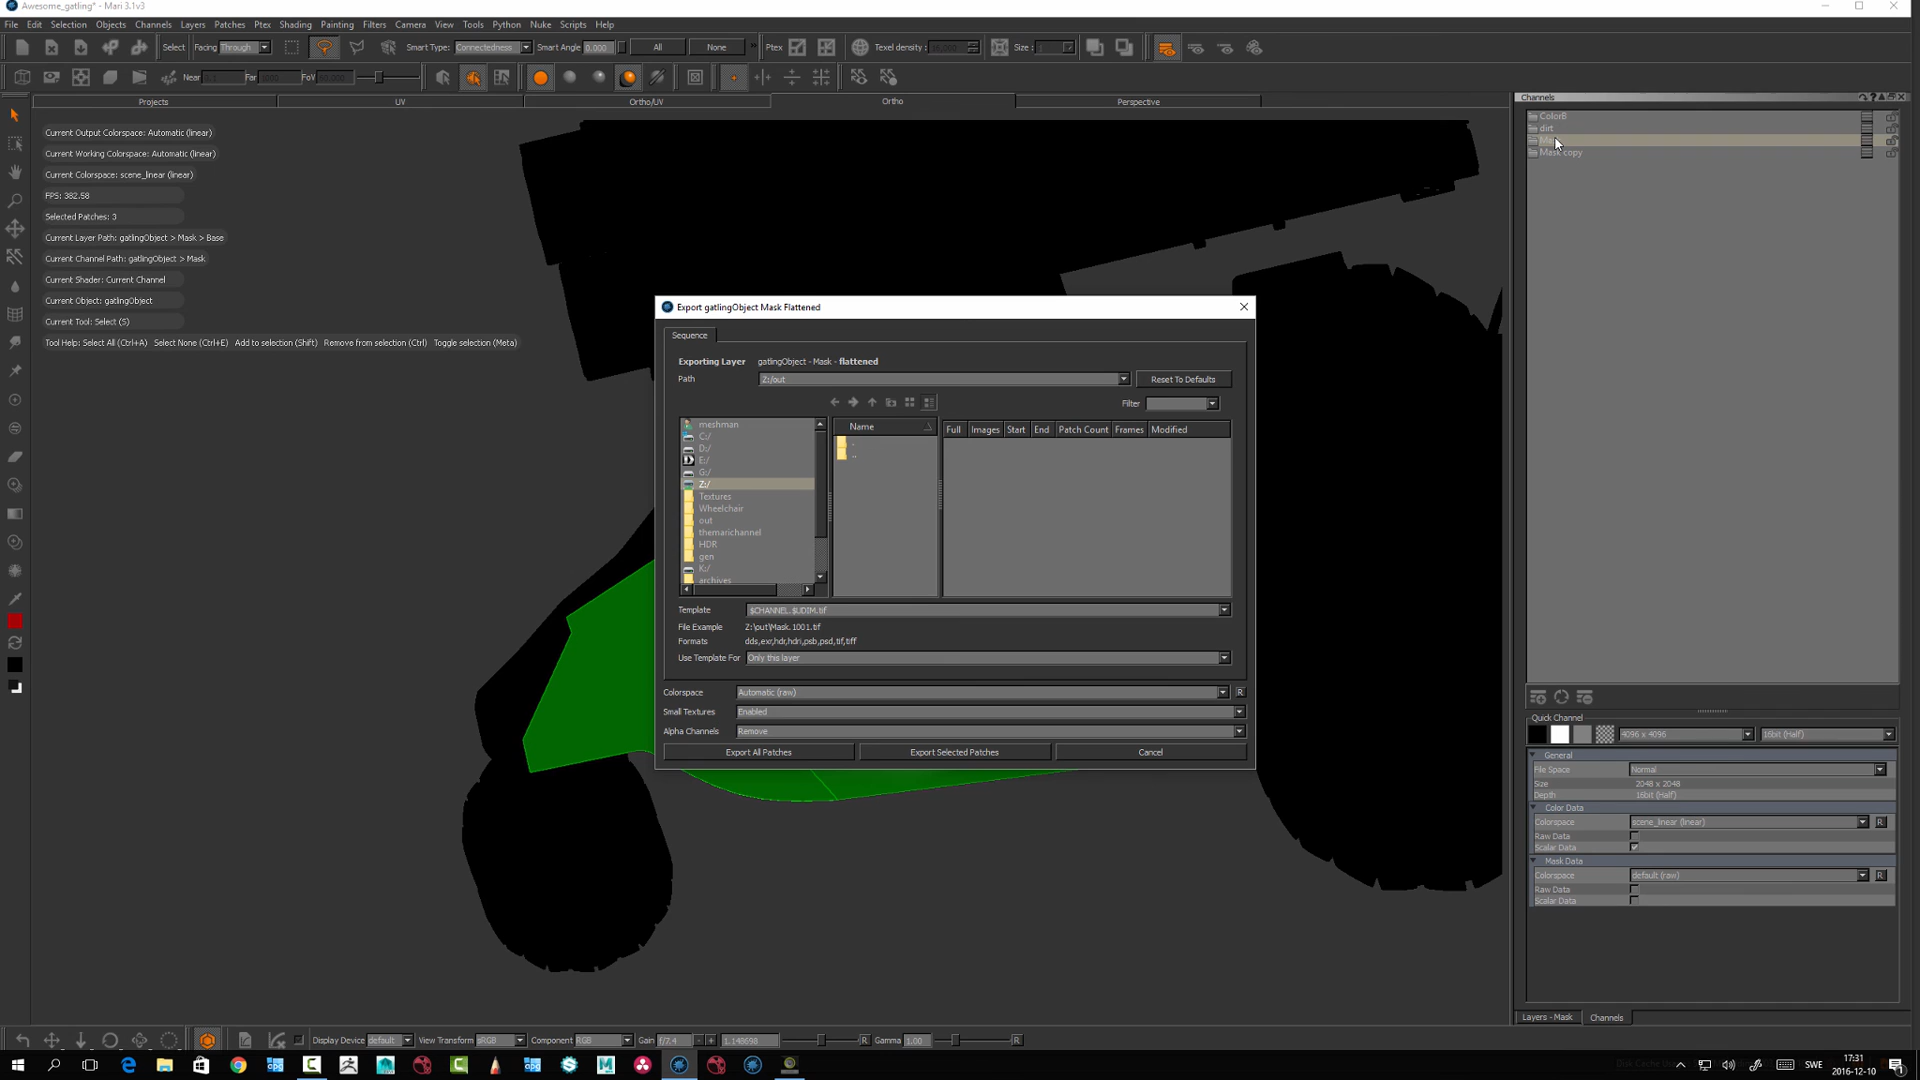 Awesome_gatling* - Mari 3.1v3
File Edit Selection Objects Channels Layers Patches Ptex Shading Painting Filters Camera View Tools Python Nuke Scripts Help
Select Facing Through Smart Type: Connectedness Smart Angle 0.000 All None Ptex Texel density: Size: 1
Near 0.1 Far FoV
Projects UV Ortho/UV Ortho Perspective
Current Output Colorspace: Automatic (linear)
Current Working Colorspace: Automatic (linear)
Current Colorspace: scene_linear (linear)
FPS: 382.58
Selected Patches: 3
Current Layer Path: gatlingObject > Mask > Base
Current Channel Path: gatlingObject > Mask
Current Shader: Current Channel
Current Object: gatlingObject
Current Tool: Select (S)
Tool Help: Select All (Ctrl+A) Select None (Ctrl+E) Add to selection (Shift) Remove from selection (Ctrl) Toggle selection (Meta)
Export gatlingObject Mask Flattened
Sequence
Exporting Layer gatlingObject - Mask - flattened
Path Z:/out Reset To Defaults
Filter
meshman
C:/
D:/
E:/
G:/
Z:/
Textures
Wheelchair
out
themarichannel
HDR
gen
K:/
archives
Name
.
..
Full Images Start End Patch Count Frames Modified
Template $CHANNEL.$UDIM.tif
File Example Z:\out\Mask.1001.tif
Formats dds,exr,hdr,hdri,psb,psd,tif,tiff
Use Template For Only this layer
Colorspace Automatic (raw) R
Small Textures Enabled
Alpha Channels Remove
Export All Patches Export Selected Patches Cancel
Channels
ColorB
dirt
Mask copy
Quick Channel
4096 x 4096 16bit (Half)
General
File Space Normal
Size 2048 x 2048
Depth 16bit (Half)
Color Data
Colorspace scene_linear (linear) R
Raw Data
Scalar Data
Mask Data
Colorspace default (raw) R
Raw Data
Scalar Data
Layers - Mask Channels
Display Device default View Transform sRGB Component RGB Gain f/7.4 - + 1.148698 R Gamma 1.00 R
SWE 17:31
2016-12-10